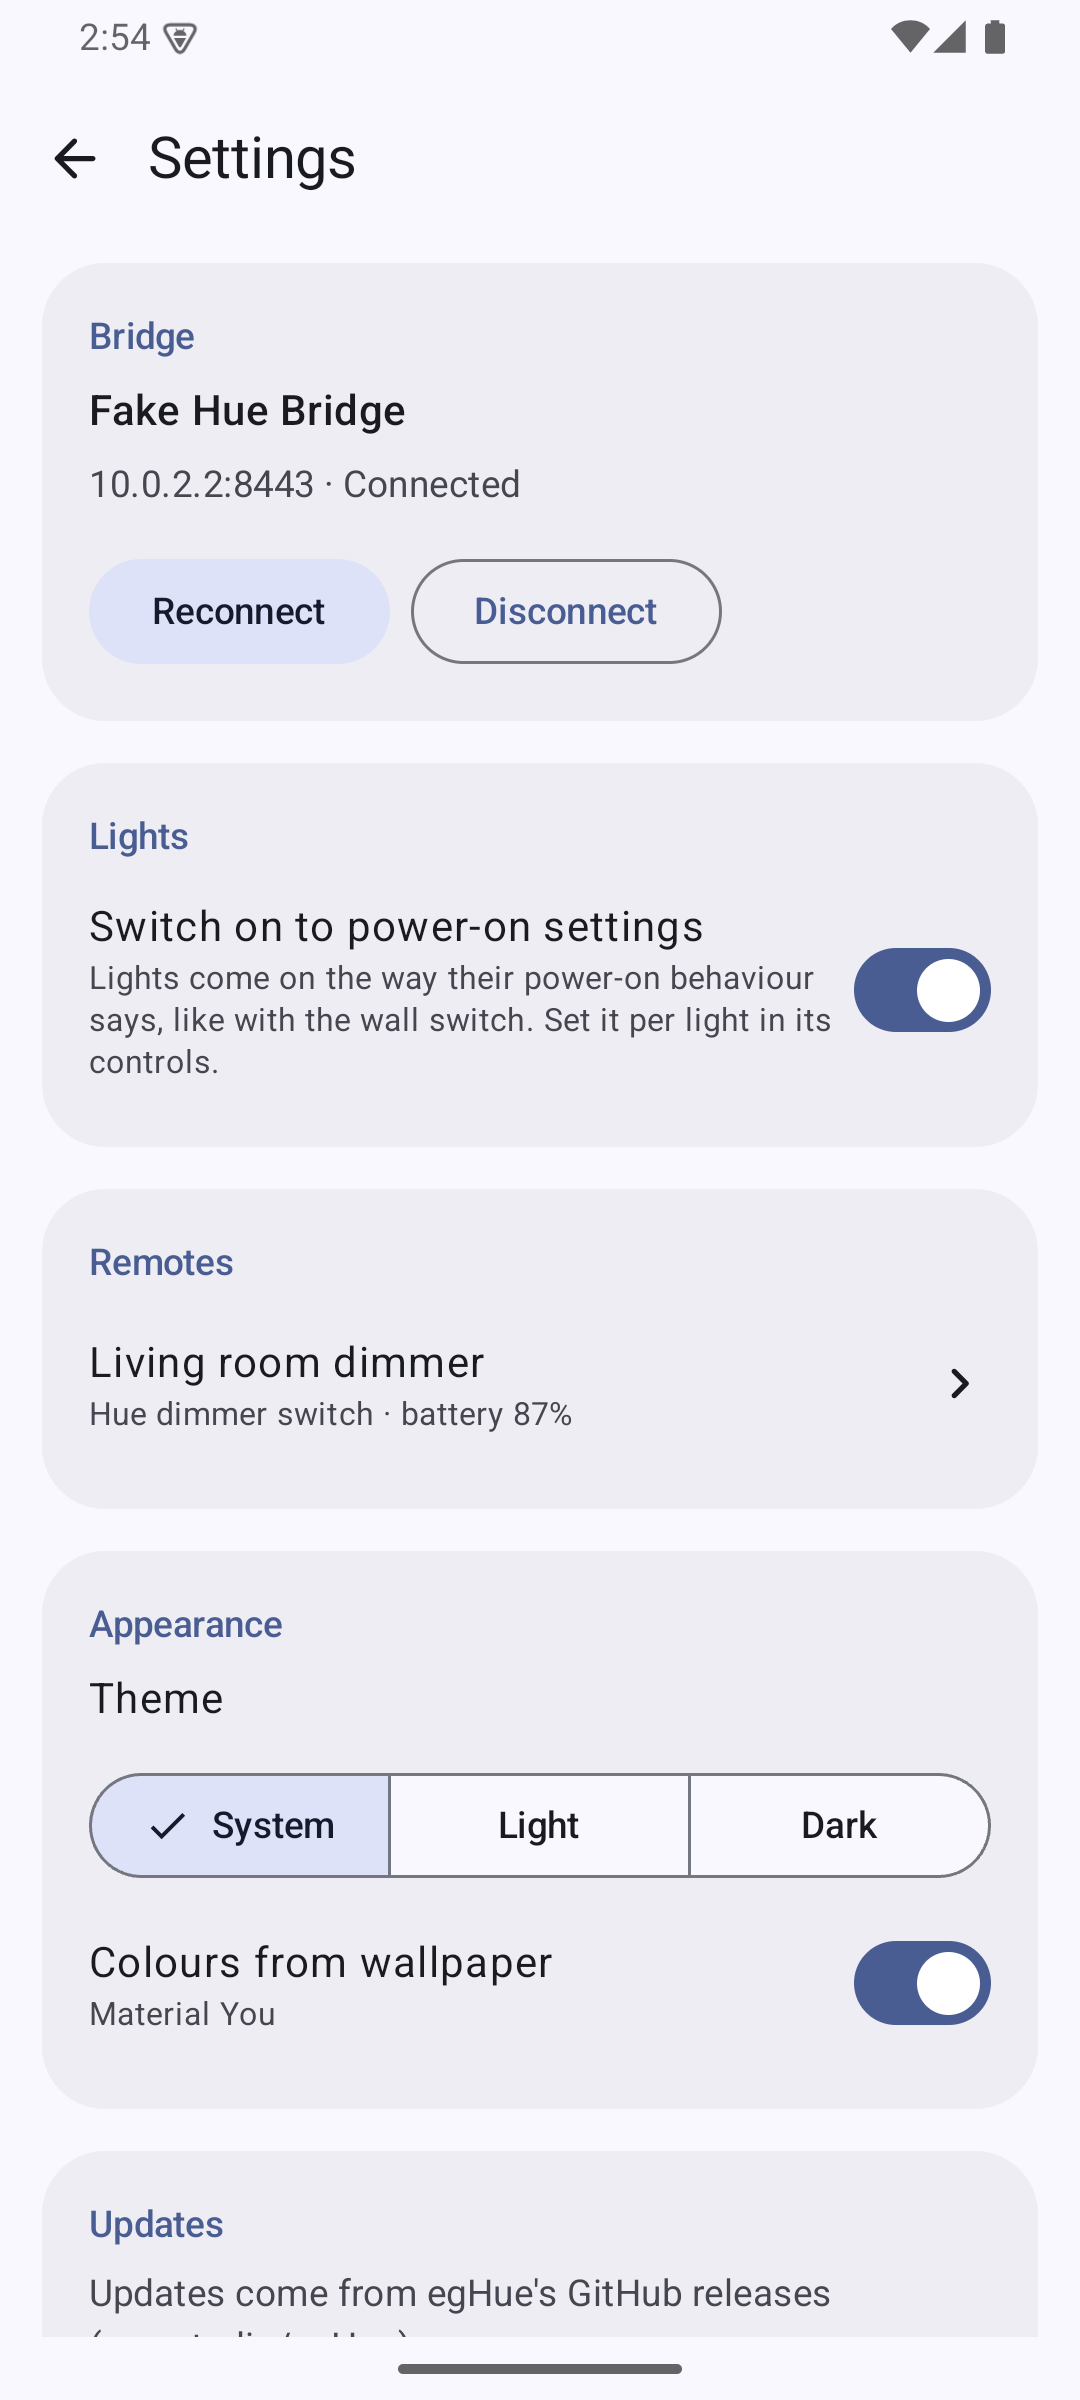 2:54
Settings
Bridge
Fake Hue Bridge
10.0.2.2:8443 · Connected
Reconnect
Disconnect
Lights
Switch on to power-on settings
Lights come on the way their power-on behaviour
says, like with the wall switch. Set it per light in its
controls.
Remotes
Living room dimmer
Hue dimmer switch · battery 87%
Appearance
Theme
System
Light
Dark
Colours from wallpaper
Material You
Updates
Updates come from egHue's GitHub releases